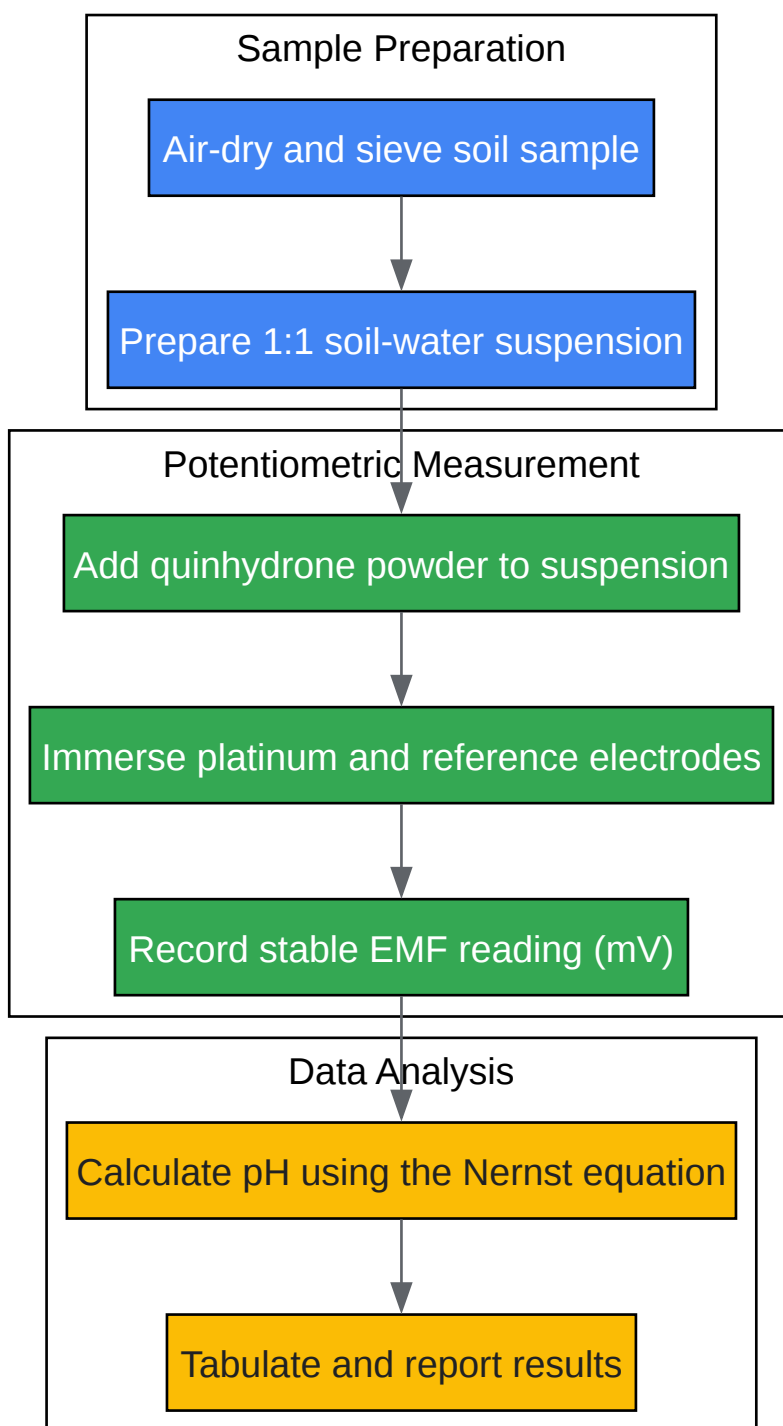 Sample Preparation
Air-dry and sieve soil sample
Prepare 1:1 soil-water suspension
Potentiometric Measurement
Add quinhydrone powder to suspension
Immerse platinum and reference electrodes
Record stable EMF reading (mV)
Data Analysis
Calculate pH using the Nernst equation
Tabulate and report results